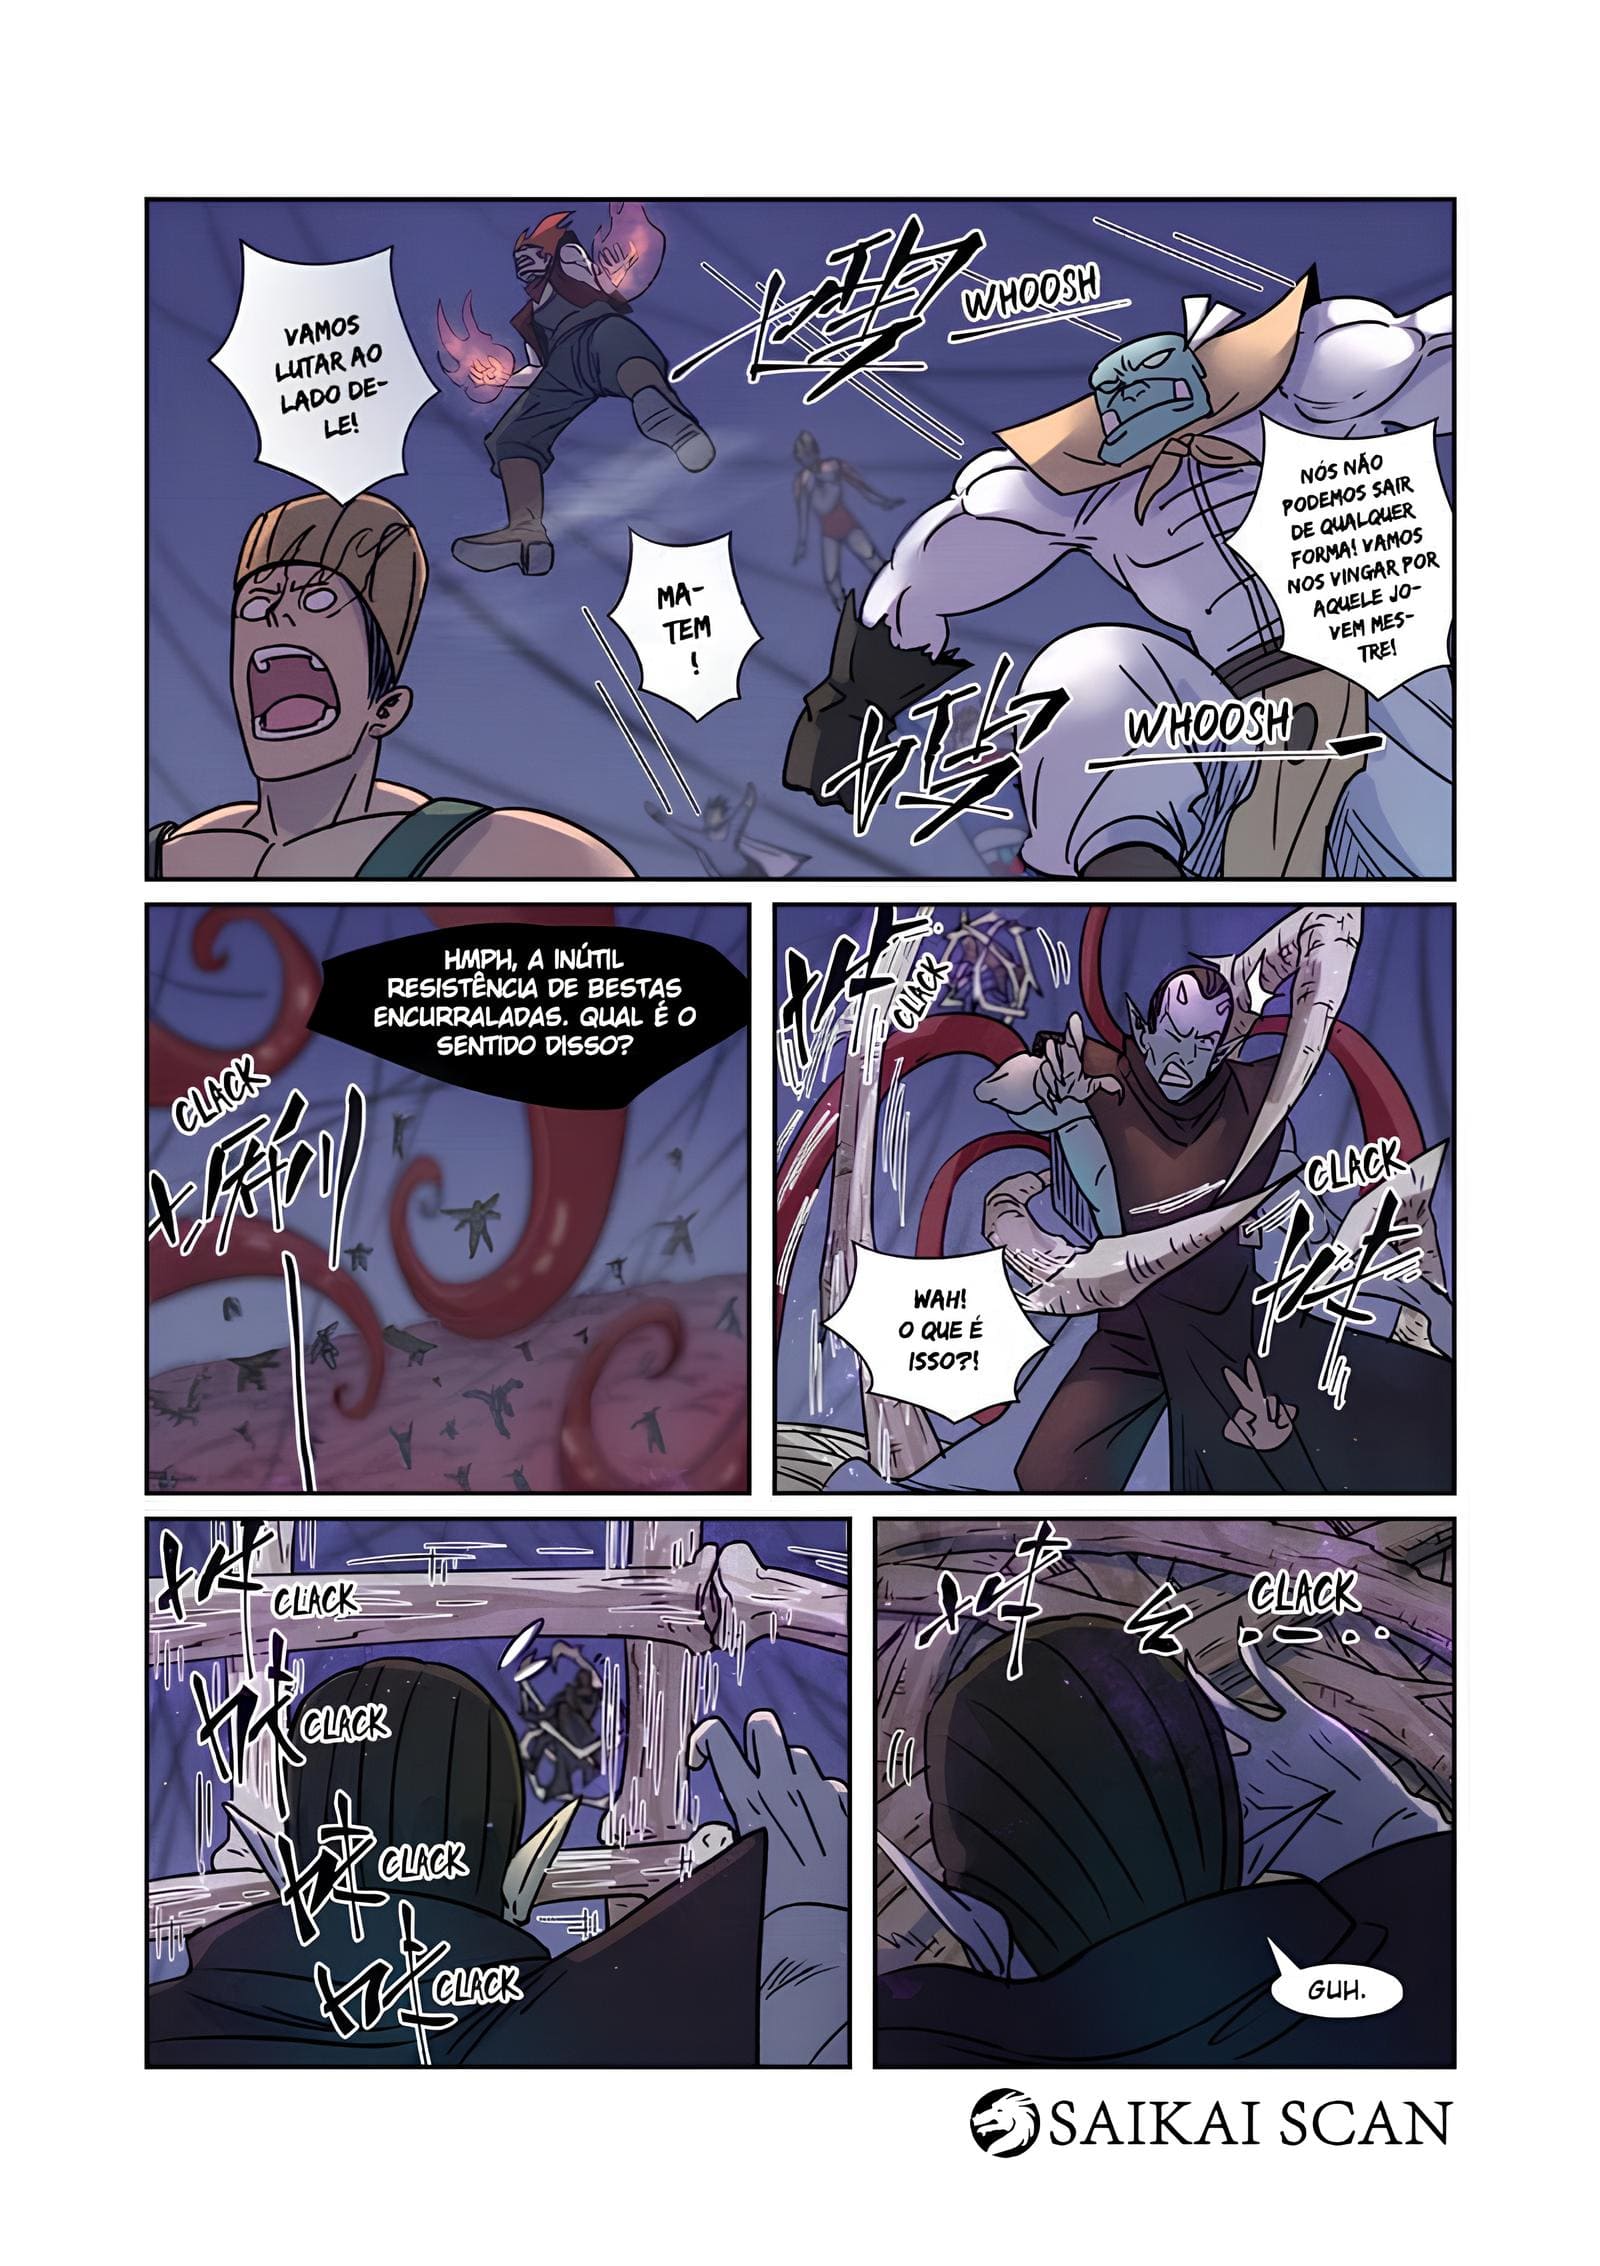 VAMOS
LUTAR AO
LADO DE-
LE!
WHOOSH
NÓS NÃO
PODEMOS SAIR
DE QUALQUER
FORMA! VAMOS
NOS VINGAR POR
AQUELE JO-
VEM MES-
TRE!
MA-
TEM
!
WHOOSH
HMPH, A INÚTIL
RESISTÊNCIA DE BESTAS
ENCURRALADAS. QUAL É O
SENTIDO DISSO?
CLACK
CLACK
CLACK
WAH!
O QUE É
ISSO?!
CLACK
CLACK
CLACK
CLACK
CLACK
GUH.
SAIKAI SCAN